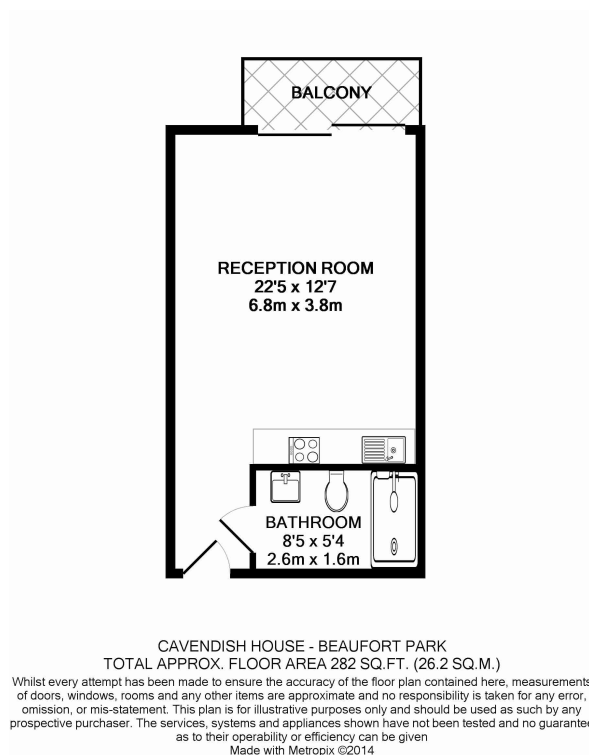 BALCONY
RECEPTION ROOM
22'5 x 12'7
6.8m x 3.8m
BATHROOM
8'5 x 5'4
2.6m x 1.6m
CAVENDISH HOUSE - BEAUFORT PARK
TOTAL APPROX. FLOOR AREA 282 SQ.FT. (26.2 SQ.M.)
Whilst every attempt has been made to ensure the accuracy of the floor plan contained here, measurements
of doors, windows, rooms and any other items are approximate and no responsibility is taken for any error,
omission, or mis-statement. This plan is for illustrative purposes only and should be used as such by any
prospective purchaser. The services, systems and appliances shown have not been tested and no guarantee
as to their operability or efficiency can be given
Made with Metropix ©2014